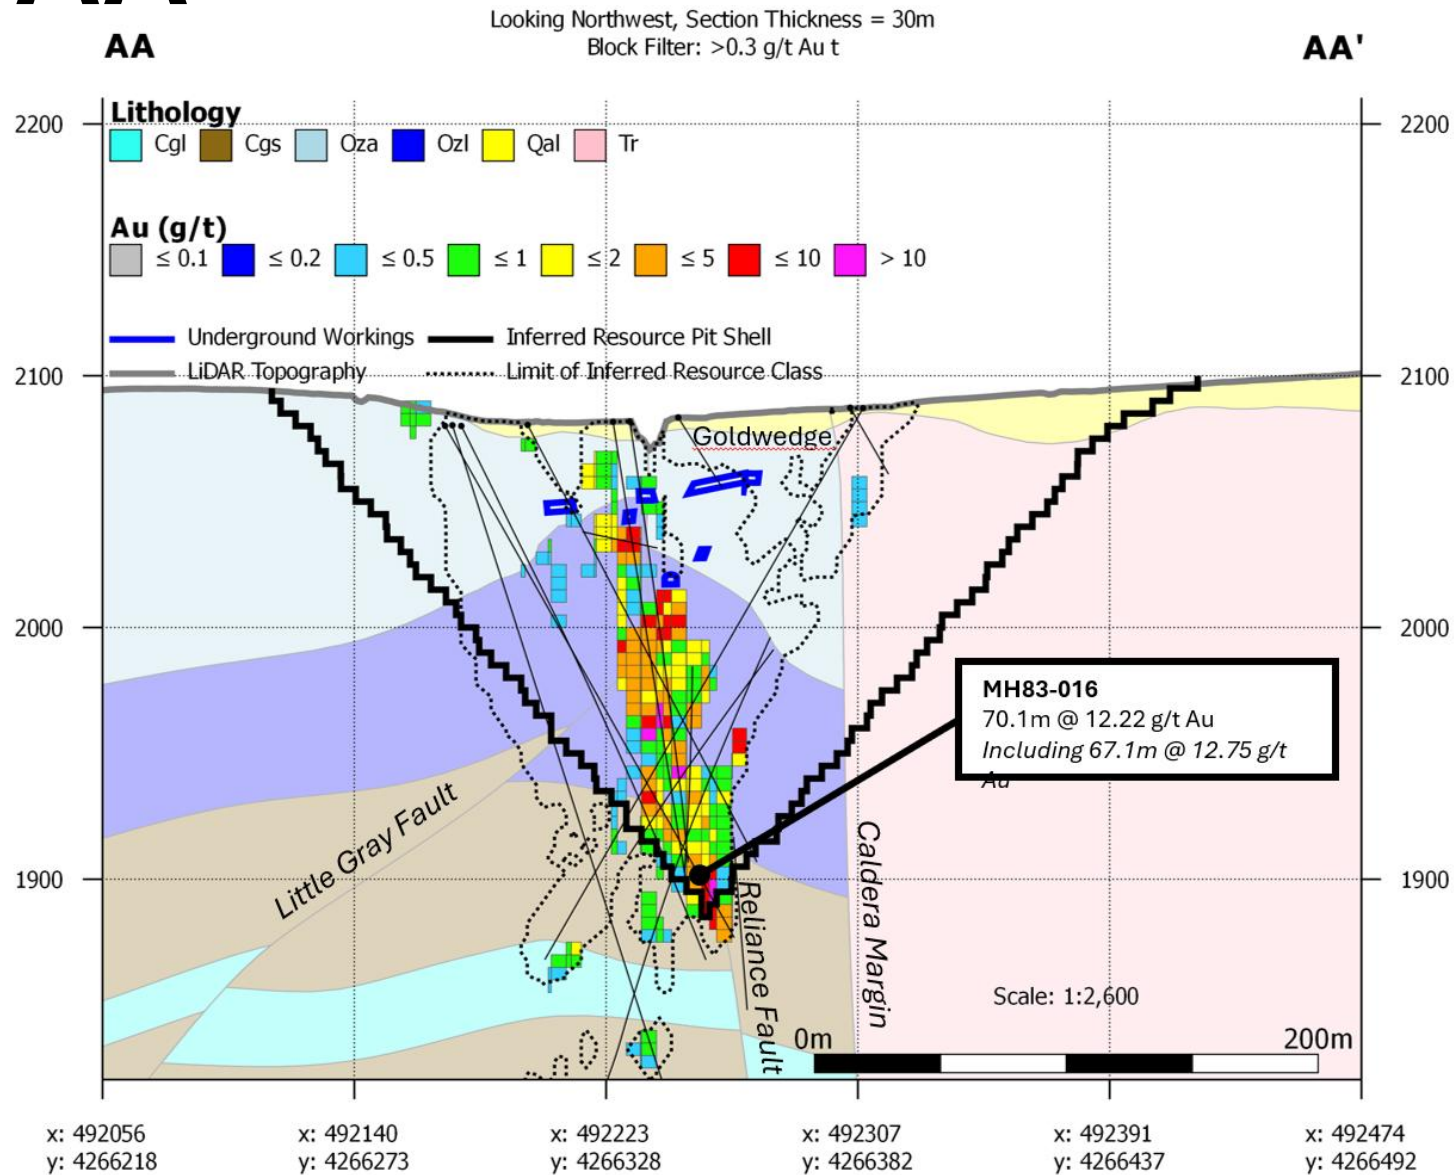 Looking Northwest, Section Thickness = 30m
Block Filter: >0.3 g/t Au t
AA AA'
Lithology
Cgl Cgs Oza Ozl Qal Tr
Au (g/t)
≤ 0.1 ≤ 0.2 ≤ 0.5 ≤ 1 ≤ 2 ≤ 5 ≤ 10 > 10
Underground Workings Inferred Resource Pit Shell
LiDAR Topography Limit of Inferred Resource Class
2200 2200
2100 2100
2000 2000
1900 1900
Goldwedge
MH83-016
70.1m @ 12.22 g/t Au
Including 67.1m @ 12.75 g/t
Au
Little Gray Fault
Reliance Fault
Caldera Margin
Scale: 1:2,600
0m 200m
x: 492056 x: 492140 x: 492223 x: 492307 x: 492391 x: 492474
y: 4266218 y: 4266273 y: 4266328 y: 4266382 y: 4266437 y: 4266492